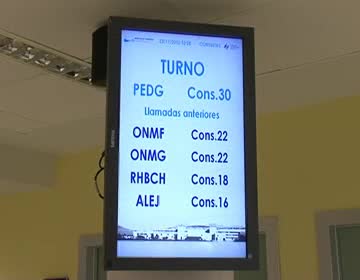 TURNO
PEDG Cons.30
Llamadas anteriores
ONMF Cons.22
ONMG Cons.22
RHBCH Cons.18
ALEJ Cons.16